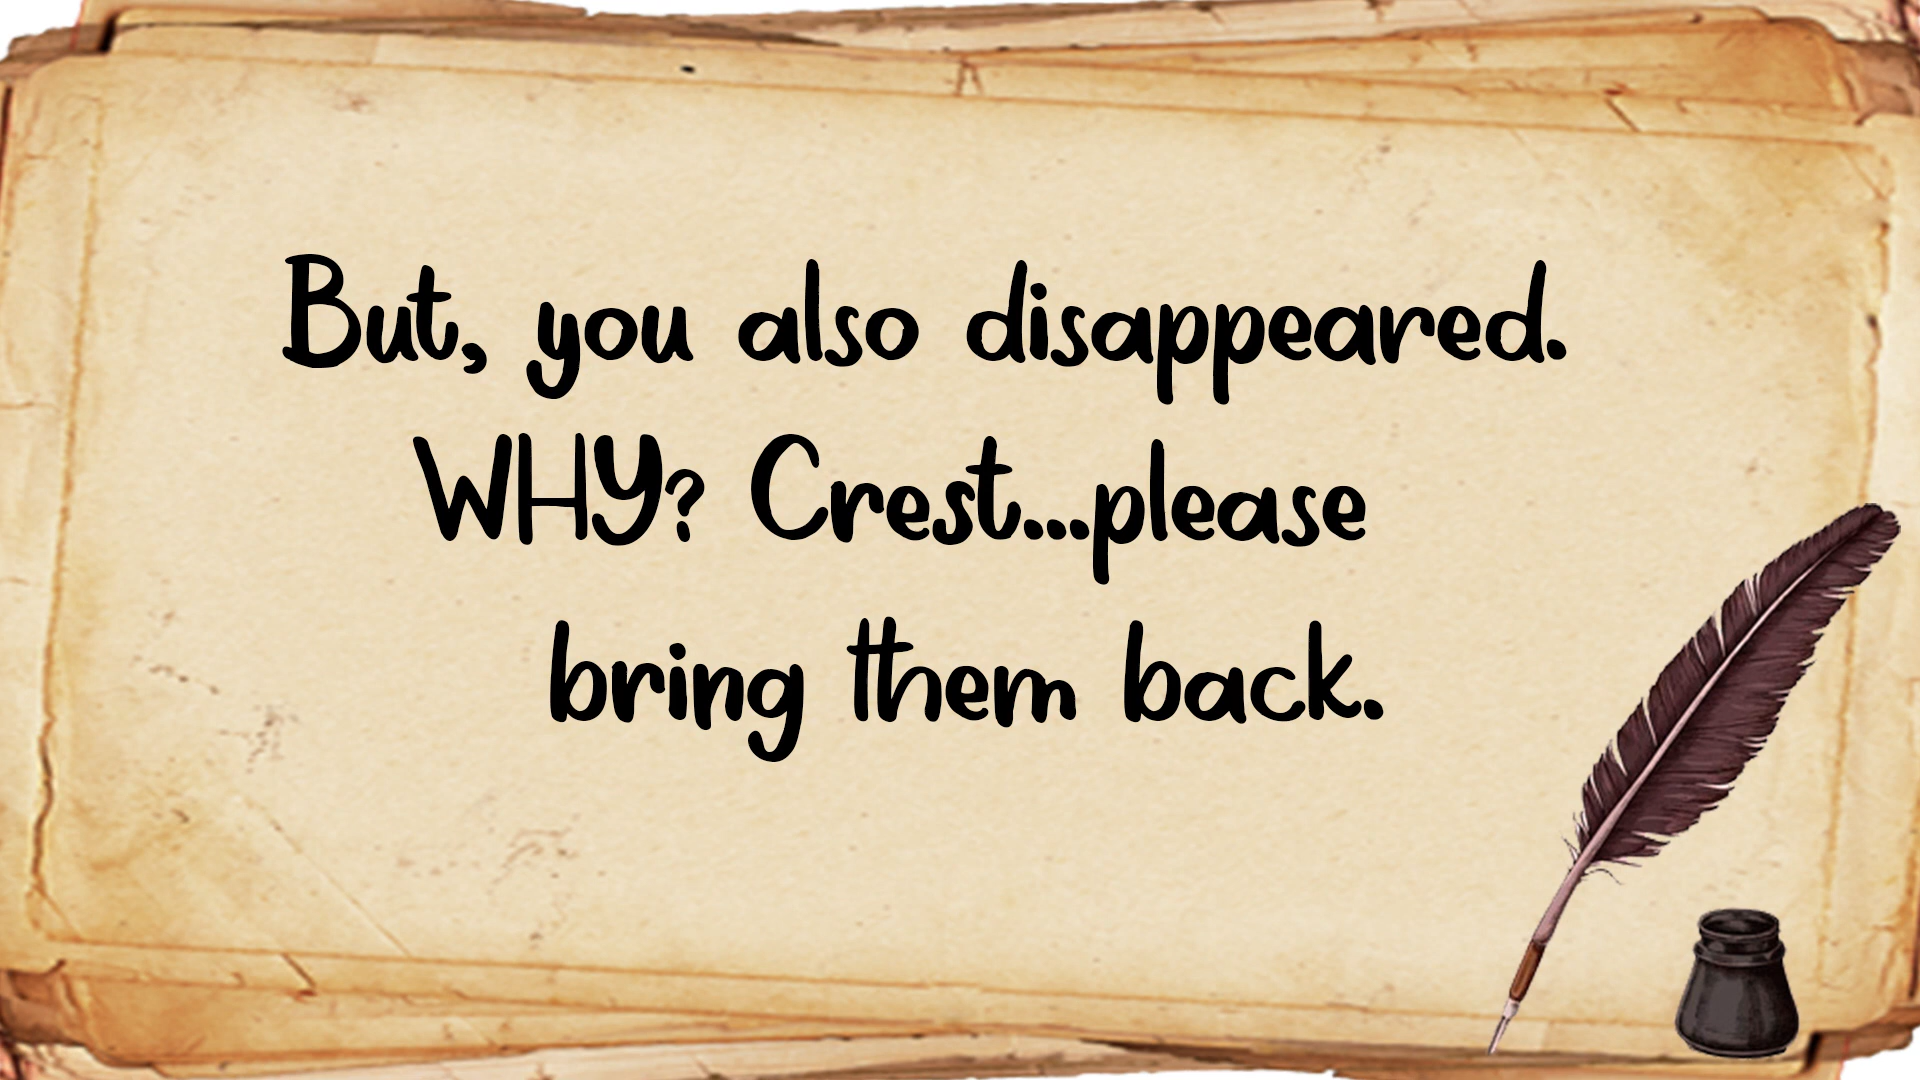 But, you also disappeared.
WHY? Crest...please
bring them back.